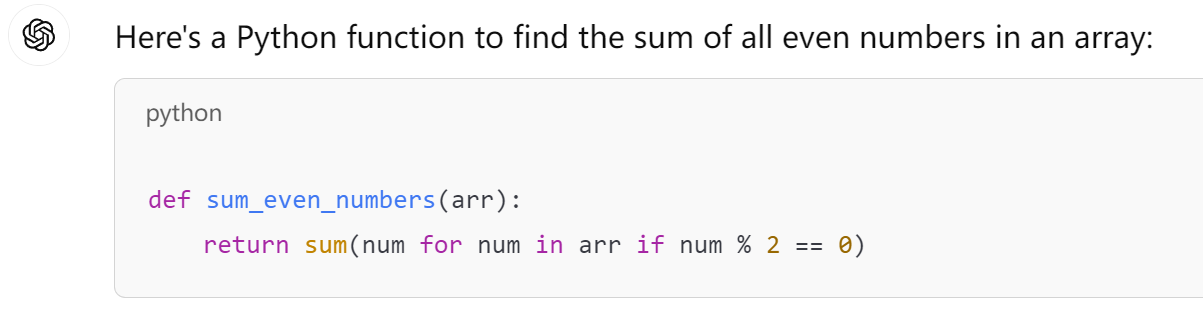 Here's a Python function to find the sum of all even numbers in an array:
python
def sum_even_numbers(arr):
    return sum(num for num in arr if num % 2 == 0)